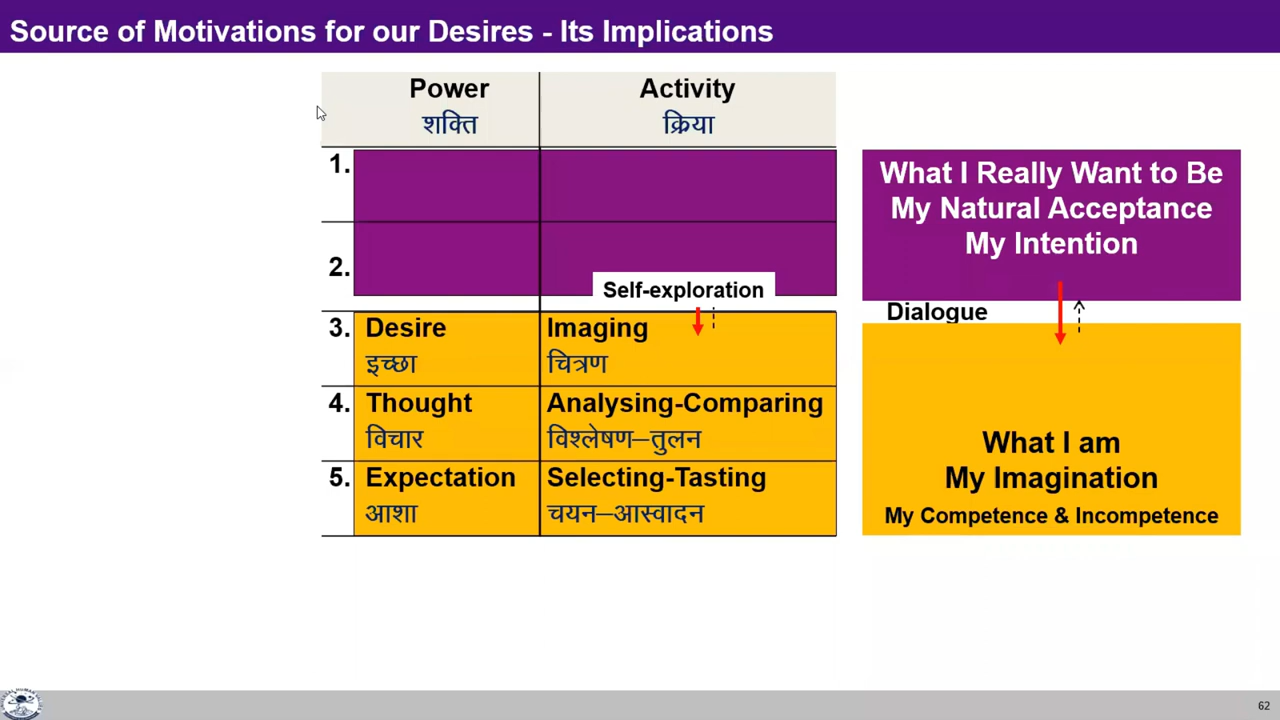 Source of Motivations for our Desires - Its Implications
Power
शक्ति
Activity
क्रिया
1.
2.
Self-exploration
3.
Desire
इच्छा
Imaging
चित्रण
4.
Thought
विचार
Analysing-Comparing
विश्लेषण–तुलन
5.
Expectation
आशा
Selecting-Tasting
चयन–आस्वादन
What I Really Want to Be
My Natural Acceptance
My Intention
Dialogue
What I am
My Imagination
My Competence & Incompetence
62